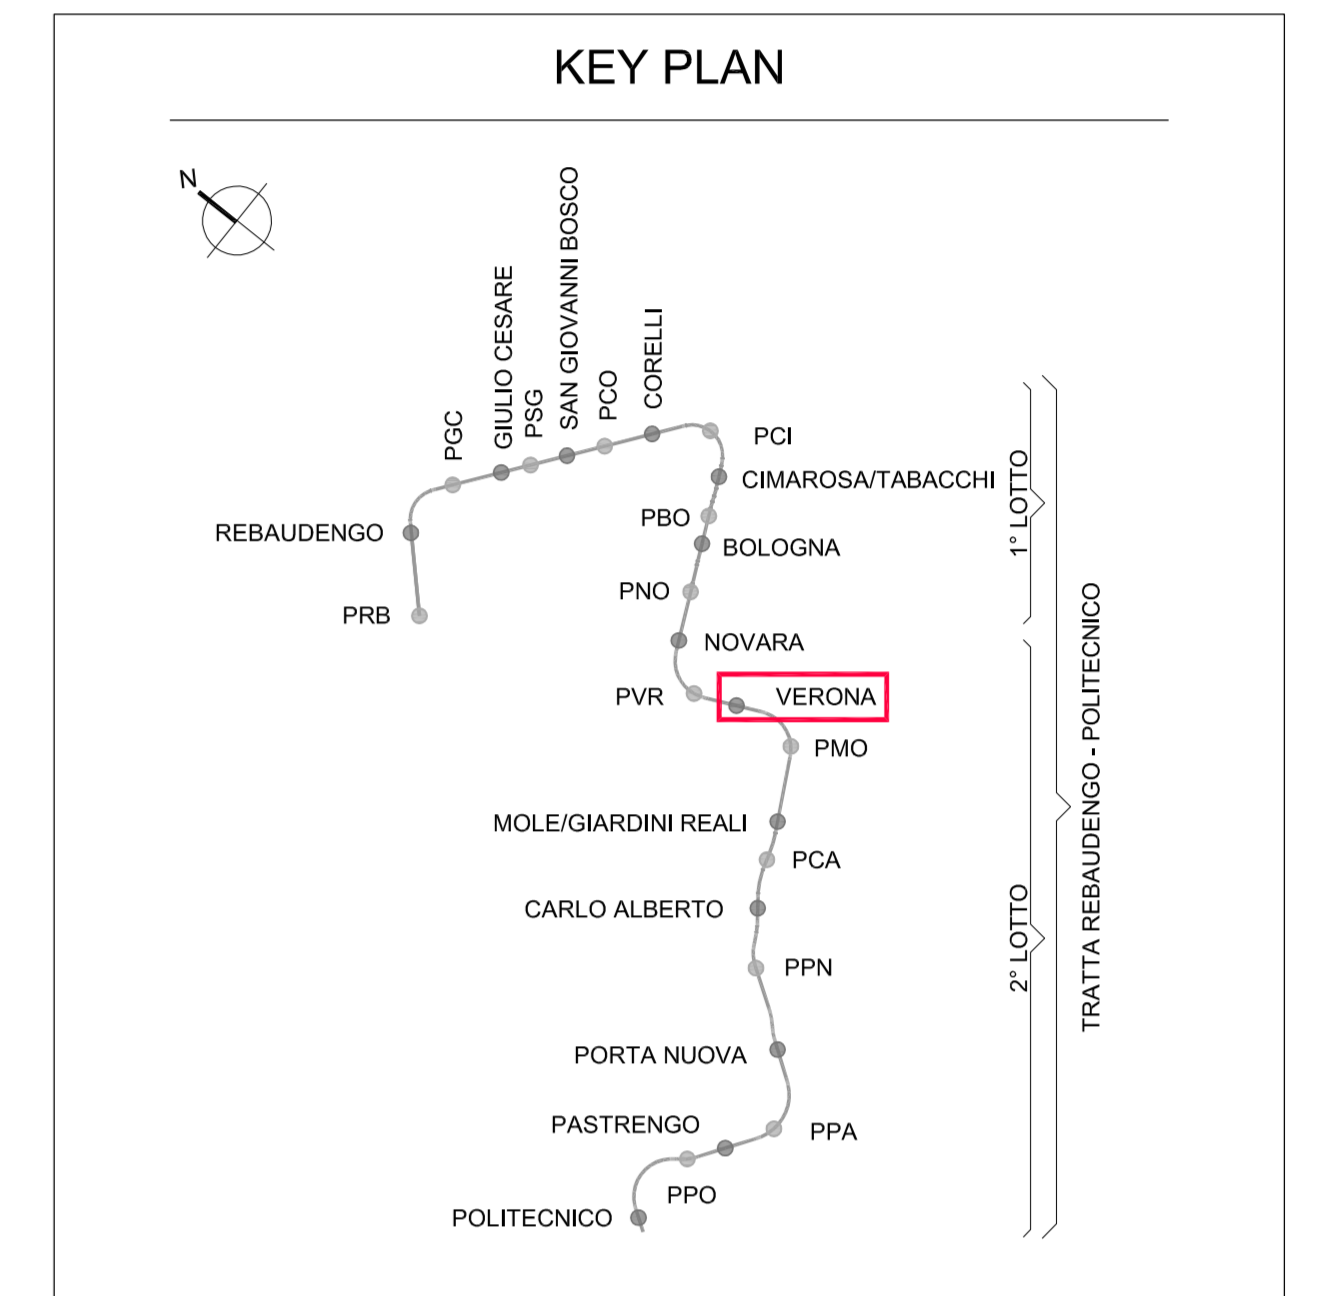 KEY PLAN
N
PGC
GIULIO CESARE
PSG
SAN GIOVANNI BOSCO
PCO
CORELLI
PCI
CIMAROSA/TABACCHI
PBO
BOLOGNA
REBAUDENGO
PNO
PRB
NOVARA
PVR
VERONA
PMO
MOLE/GIARDINI REALI
PCA
CARLO ALBERTO
PPN
PORTA NUOVA
PASTRENGO
PPA
PPO
POLITECNICO
1° LOTTO
2° LOTTO
TRATTA REBAUDENGO - POLITECNICO